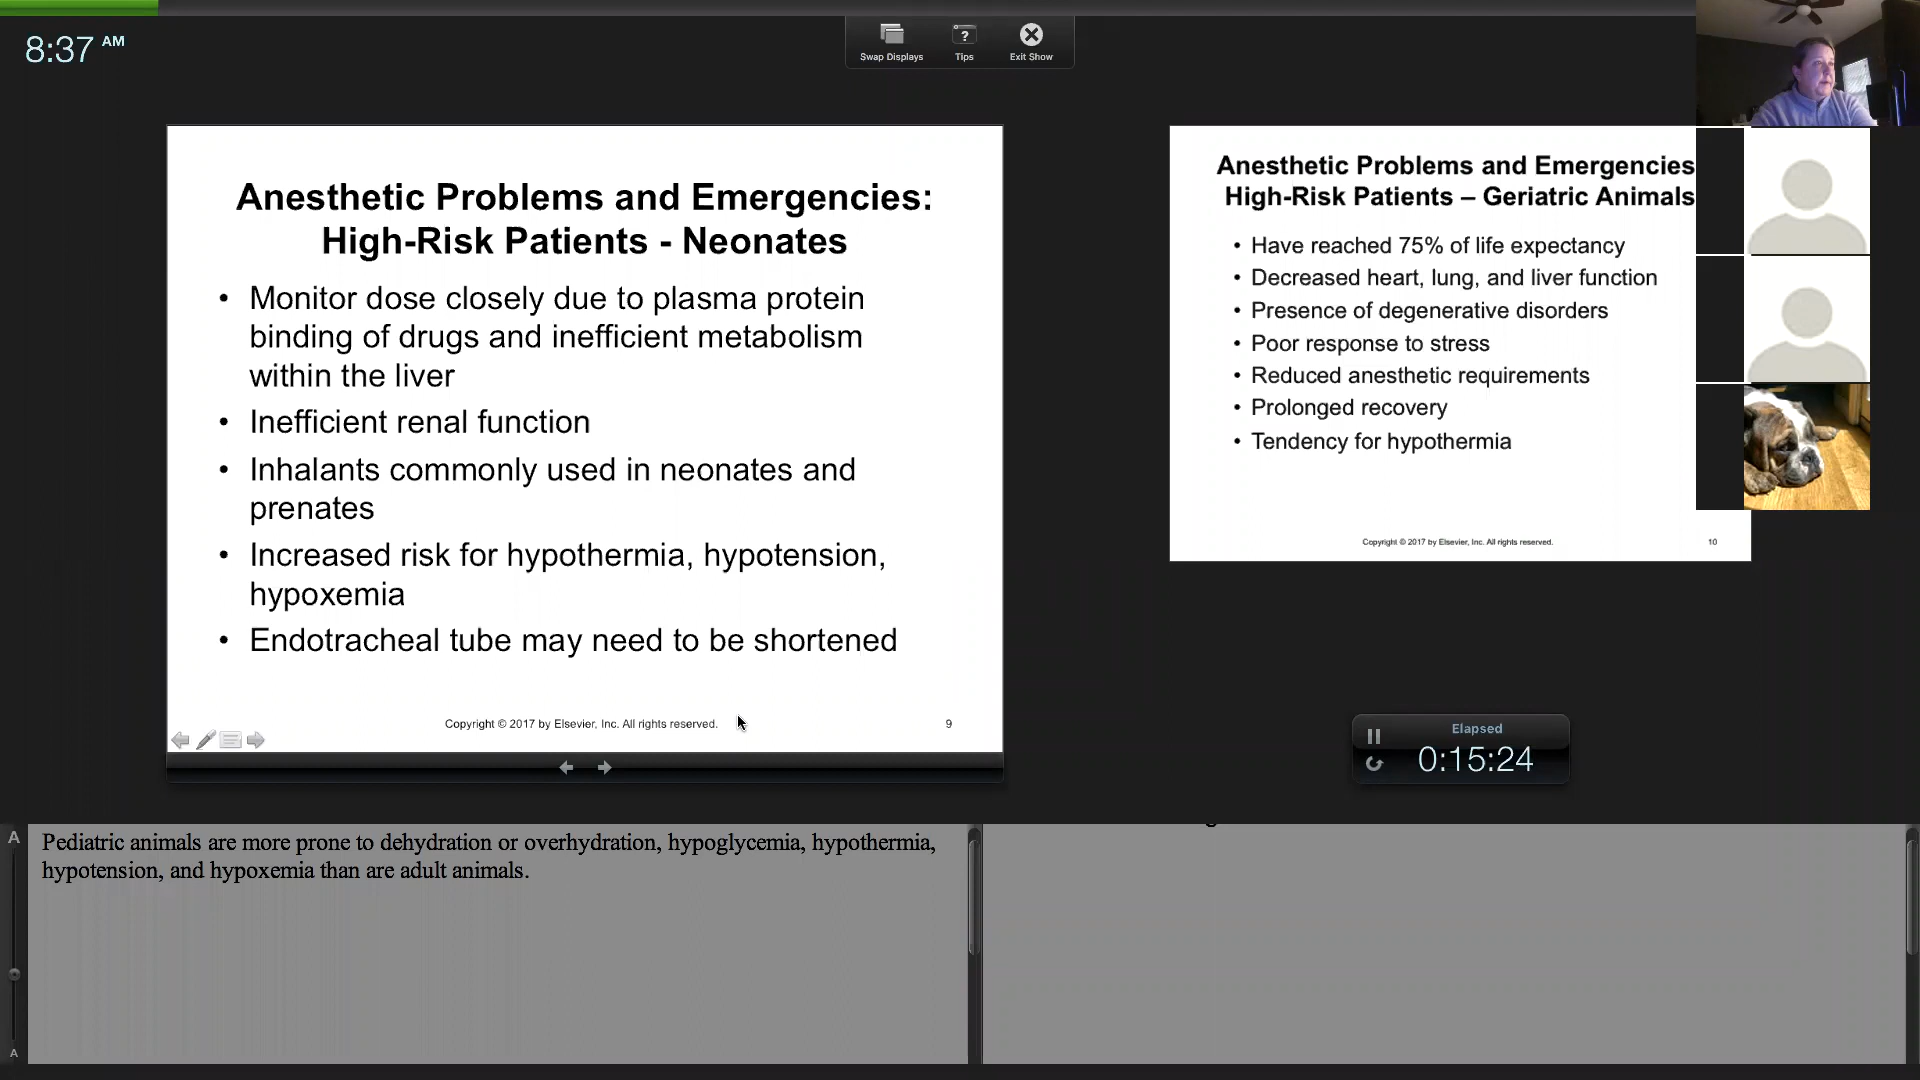 8:37 AM
Swap Displays
Tips
Exit Show
Anesthetic Problems and Emergencies:
High-Risk Patients - Neonates
• Monitor dose closely due to plasma protein
binding of drugs and inefficient metabolism
within the liver
• Inefficient renal function
• Inhalants commonly used in neonates and
prenates
• Increased risk for hypothermia, hypotension,
hypoxemia
• Endotracheal tube may need to be shortened
Copyright © 2017 by Elsevier, Inc. All rights reserved.
9
Anesthetic Problems and Emergencies
High-Risk Patients – Geriatric Animals
• Have reached 75% of life expectancy
• Decreased heart, lung, and liver function
• Presence of degenerative disorders
• Poor response to stress
• Reduced anesthetic requirements
• Prolonged recovery
• Tendency for hypothermia
Copyright © 2017 by Elsevier, Inc. All rights reserved.
10
Elapsed
0:15:24
A
Pediatric animals are more prone to dehydration or overhydration, hypoglycemia, hypothermia,
hypotension, and hypoxemia than are adult animals.
A